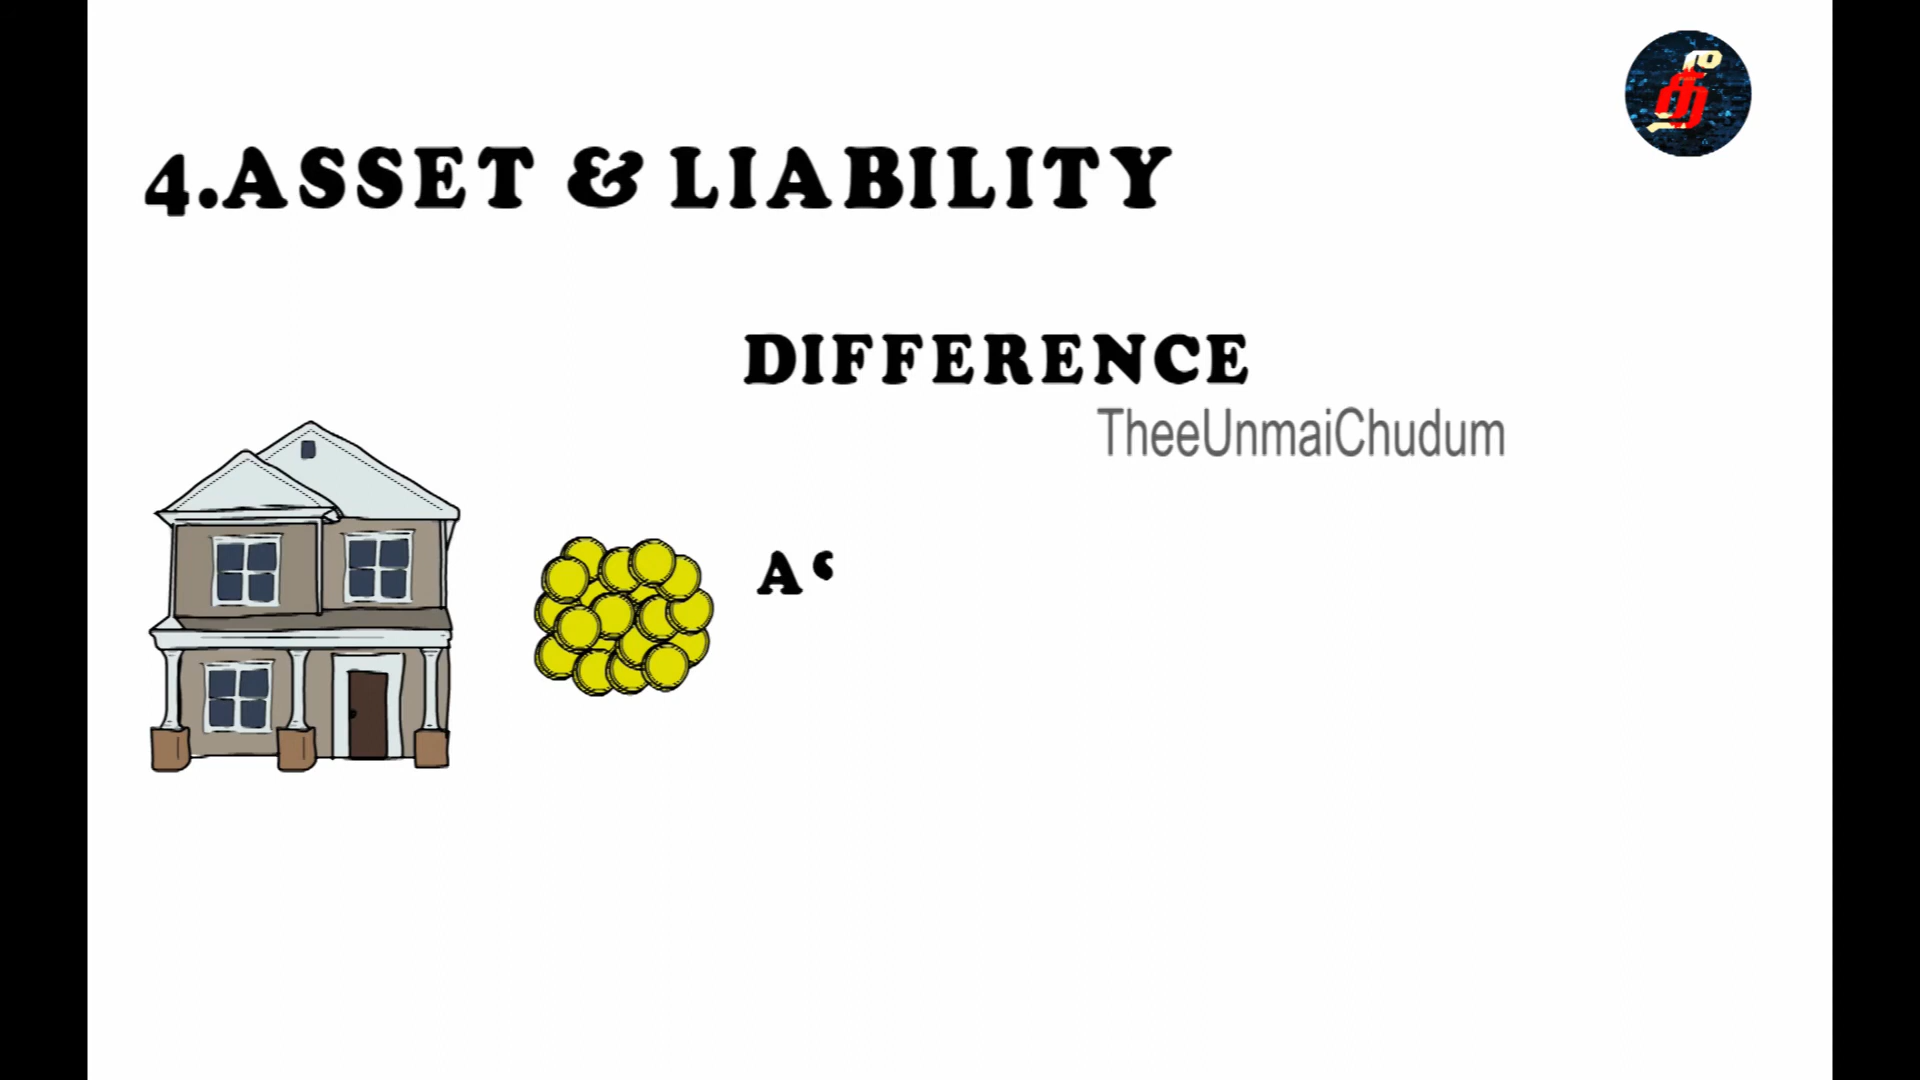 தீ
4.ASSET & LIABILITY
DIFFERENCE
TheeUnmaiChudum
A